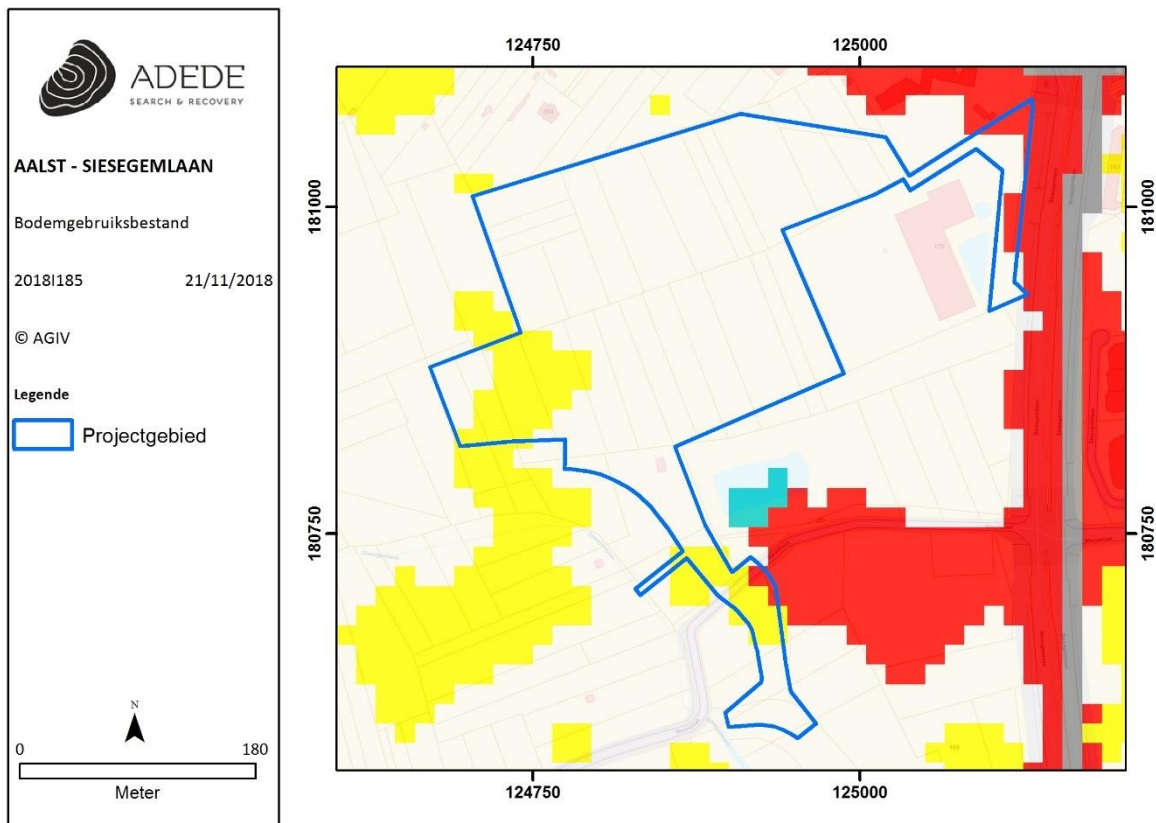 ADEDE
SEARCH & RECOVERY
AALST - SIESEGEMLAAN
Bodemgebruiksbestand
2018I185 21/11/2018
© AGIV
Legende
Projectgebied
N
0 180
Meter
124750 125000
181000 181000
180750 180750
124750 125000